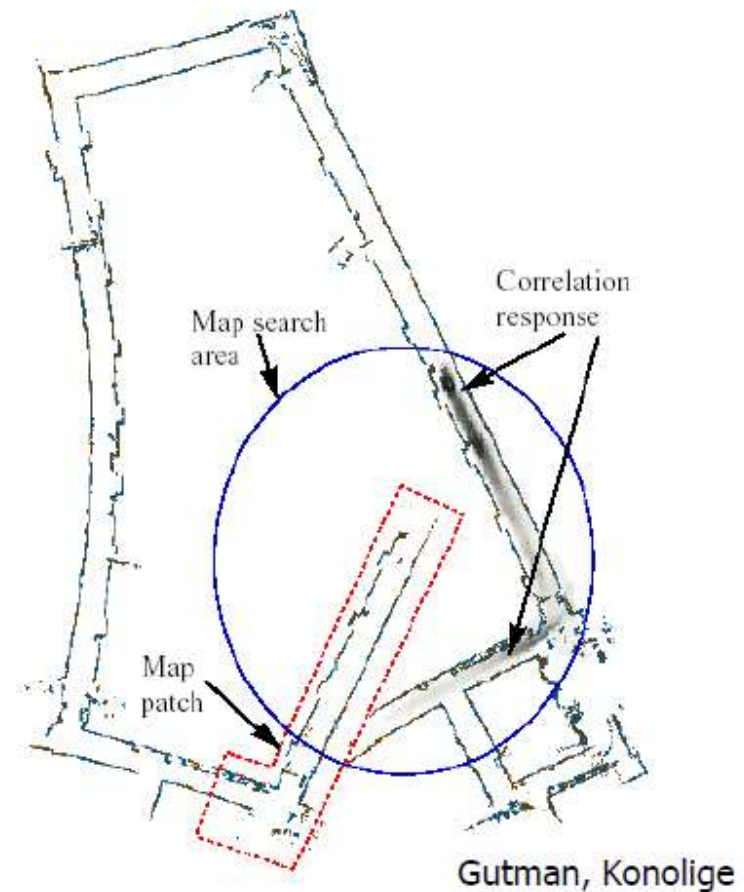 Correlation
response
Map search
area
Map
patch
Gutman, Konolige